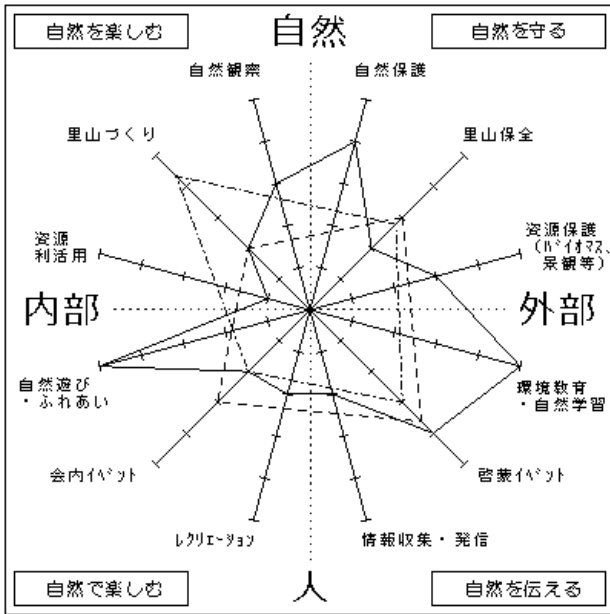 自然を楽しむ
自然
自然を守る
自然観察
自然保護
里山づくり
里山保全
資源
利活用
資源保護
(バイオマス、
景観等)
内部
外部
自然遊び
・ふれあい
環境教育
・自然学習
会内イベント
啓蒙イベント
レクリエーション
情報収集・発信
自然で楽しむ
人
自然を伝える